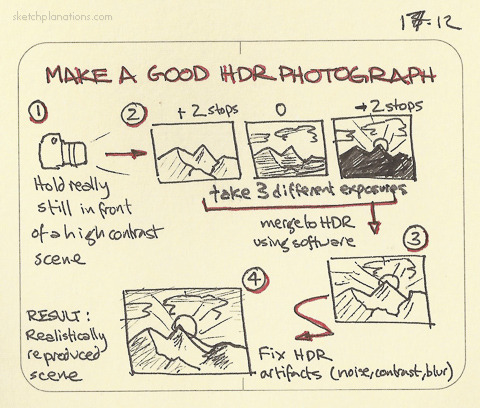 sketchplanations.com
MAKE A GOOD HDR PHOTOGRAPH
1
Hold really
still in front
of a high contrast
scene
2
+2 stops
0
-2 stops
take 3 different exposures
merge to HDR
using software
3
Fix HDR
artifacts (noise, contrast, blur)
4
RESULT:
Realistically
reproduced
scene